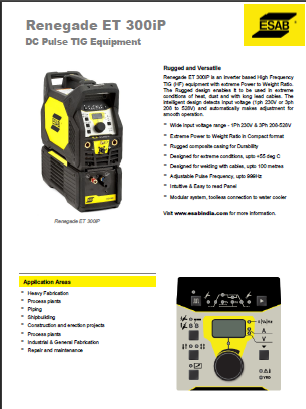 Renegade ET 300iP
DC Pulse TIG Equipment
ESAB
Rugged and Versatile
Renegade ET 300iP is an inverter based High Frequency
TIG (HF) equipment with extreme Power to Weight Ratio.
The Rugged design enables it to be used in extreme
conditions of heat, dust and with long lead cables. The
intelligent design detects input voltage (1ph 230V or 3ph
208 to 528V) and automatically makes adjustment for
smooth operation.
* Wide input voltage range - 1Ph 230V & 3Ph 208-528V
* Extreme Power to Weight Ratio in Compact format
* Rugged composite casing for Durability
* Designed for extreme conditions, upto +55 deg C
* Designed for welding with cables, upto 100 metres
* Adjustable Pulse Frequency, upto 999Hz
* Intuitive & Easy to read Panel
* Modular system, toolless connection to water cooler
Visit www.esabindia.com for more information.
Renegade ET 300iP
Application Areas
* Heavy Fabrication
* Process plants
* Piping
* Shipbuilding
* Construction and erection projects
* Process plants
* Industrial & General Fabrication
* Repair and maintenance